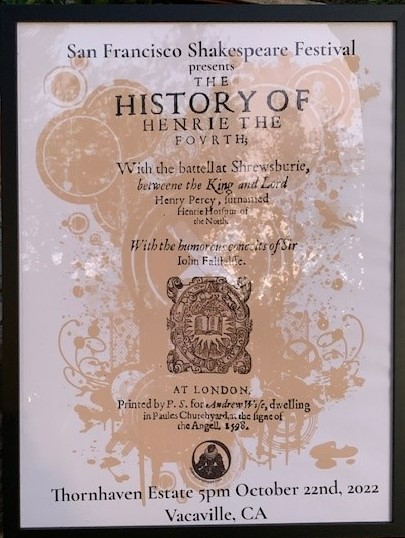 San Francisco Shakespeare Festival
presents
THE
HISTORY OF
HENRIE THE
FOVRTH;
With the battell at Shrewsburie,
betweene the King and Lord
Henry Percy, surnamed
Henrie Hotspur of
the North.
With the humorous conceits of Sir
Iohn Falstalffe.
AT LONDON,
Printed by P. S. for Andrew Wise, dwelling
in Paules Churchyard, at the signe of
the Angell. 1598.
Thornhaven Estate 5pm October 22nd, 2022
Vacaville, CA